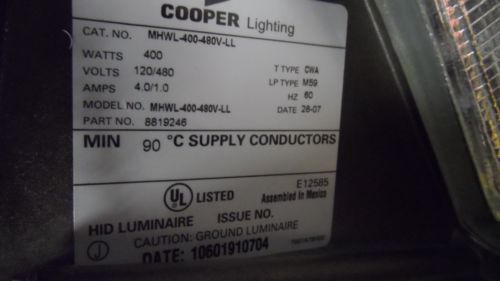 COOPER Lighting
CAT. NO. MHWL-400-480V-LL
WATTS 400
VOLTS 120/480 T TYPE CWA
AMPS 4.0/1.0 LP TYPE M59
HZ 60
MODEL NO. MHWL-400-480V-LL DATE 28-07
PART NO. 8819246
MIN 90 °C SUPPLY CONDUCTORS
E12585
UL LISTED Assembled in Mexico
HID LUMINAIRE ISSUE NO.
J CAUTION: GROUND LUMINAIRE
DATE: 10601910704